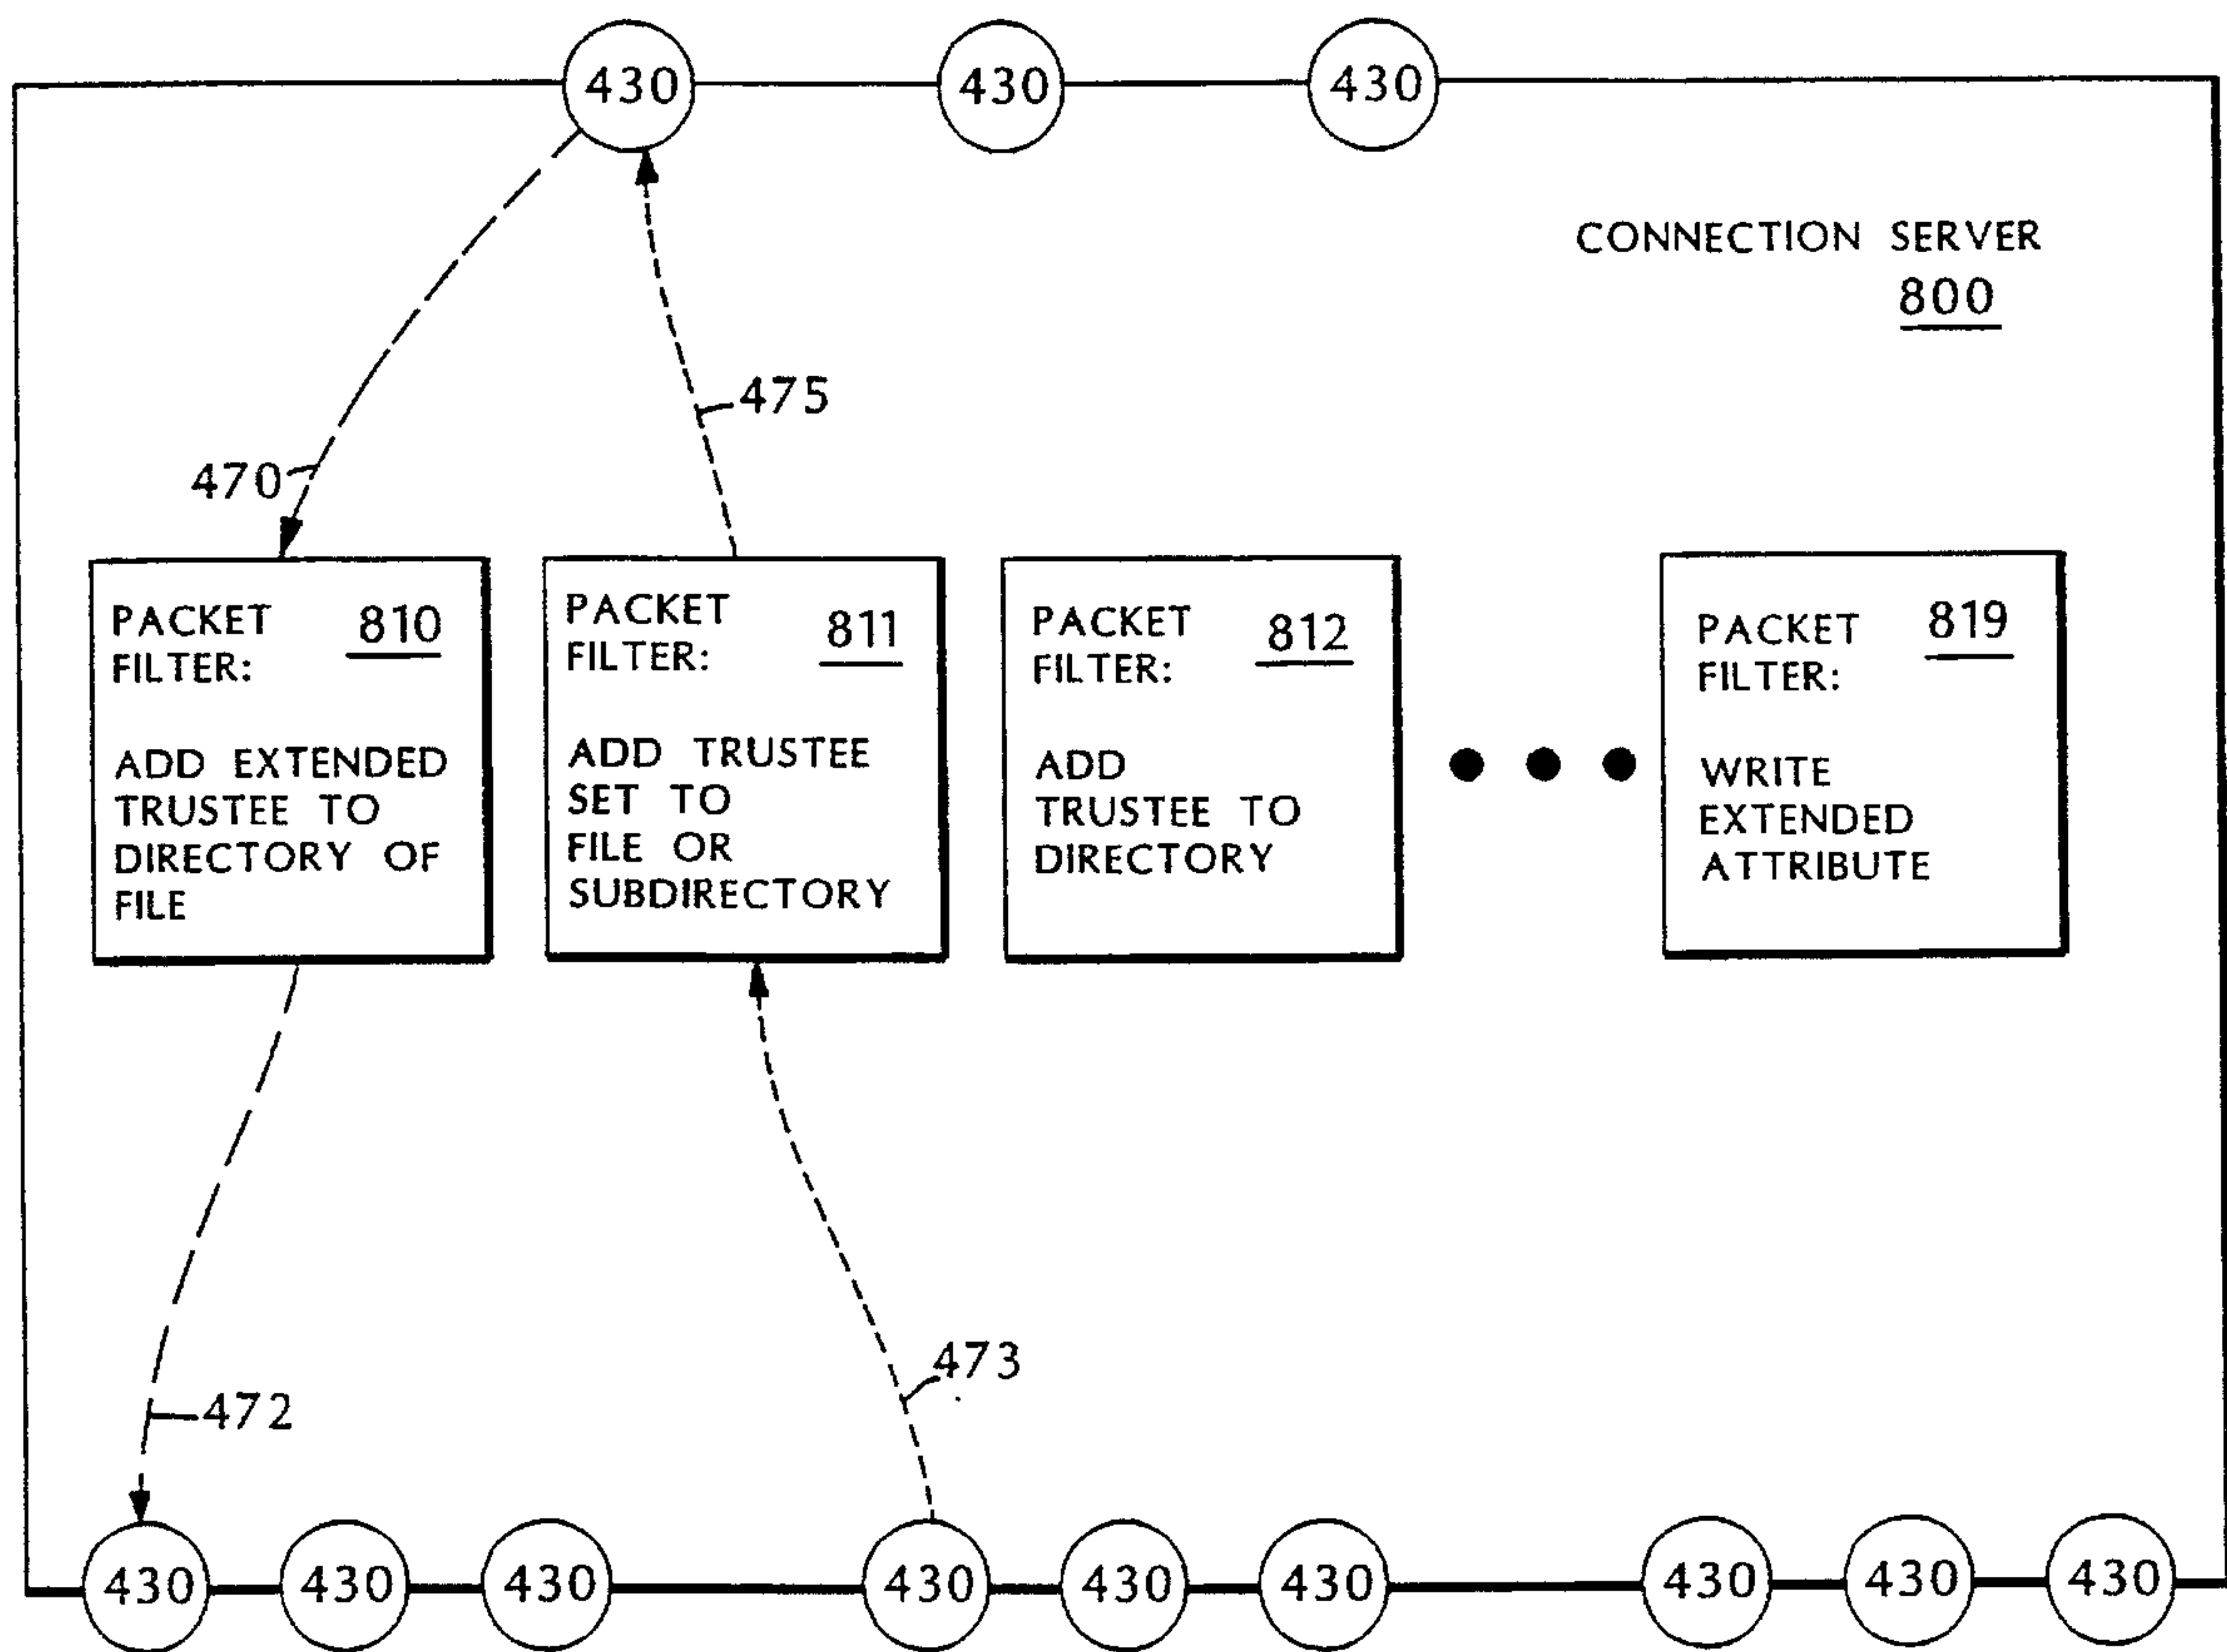 430 430 430
CONNECTION SERVER
800
475
470
PACKET
FILTER:
810
ADD EXTENDED
TRUSTEE TO
DIRECTORY OF
FILE
PACKET
FILTER:
811
ADD TRUSTEE
SET TO
FILE OR
SUBDIRECTORY
PACKET
FILTER:
812
ADD
TRUSTEE TO
DIRECTORY
PACKET
FILTER:
819
WRITE
EXTENDED
ATTRIBUTE
473
472
430 430 430 430 430 430 430 430 430